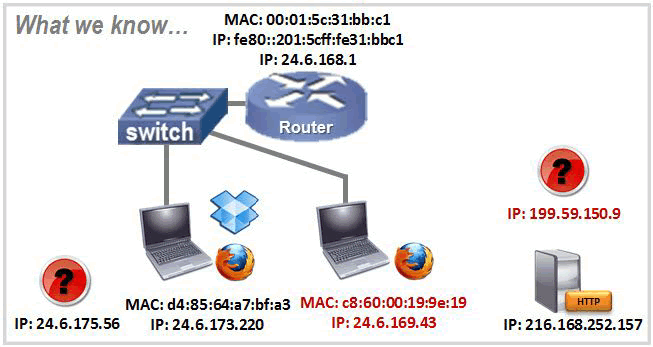 What we know…
MAC: 00:01:5c:31:bb:c1
IP: fe80::201:5cff:fe31:bbc1
IP: 24.6.168.1
switch
Router
?
IP: 199.59.150.9
?
IP: 24.6.175.56
MAC: d4:85:64:a7:bf:a3
IP: 24.6.173.220
MAC: c8:60:00:19:9e:19
IP: 24.6.169.43
HTTP
IP: 216.168.252.157